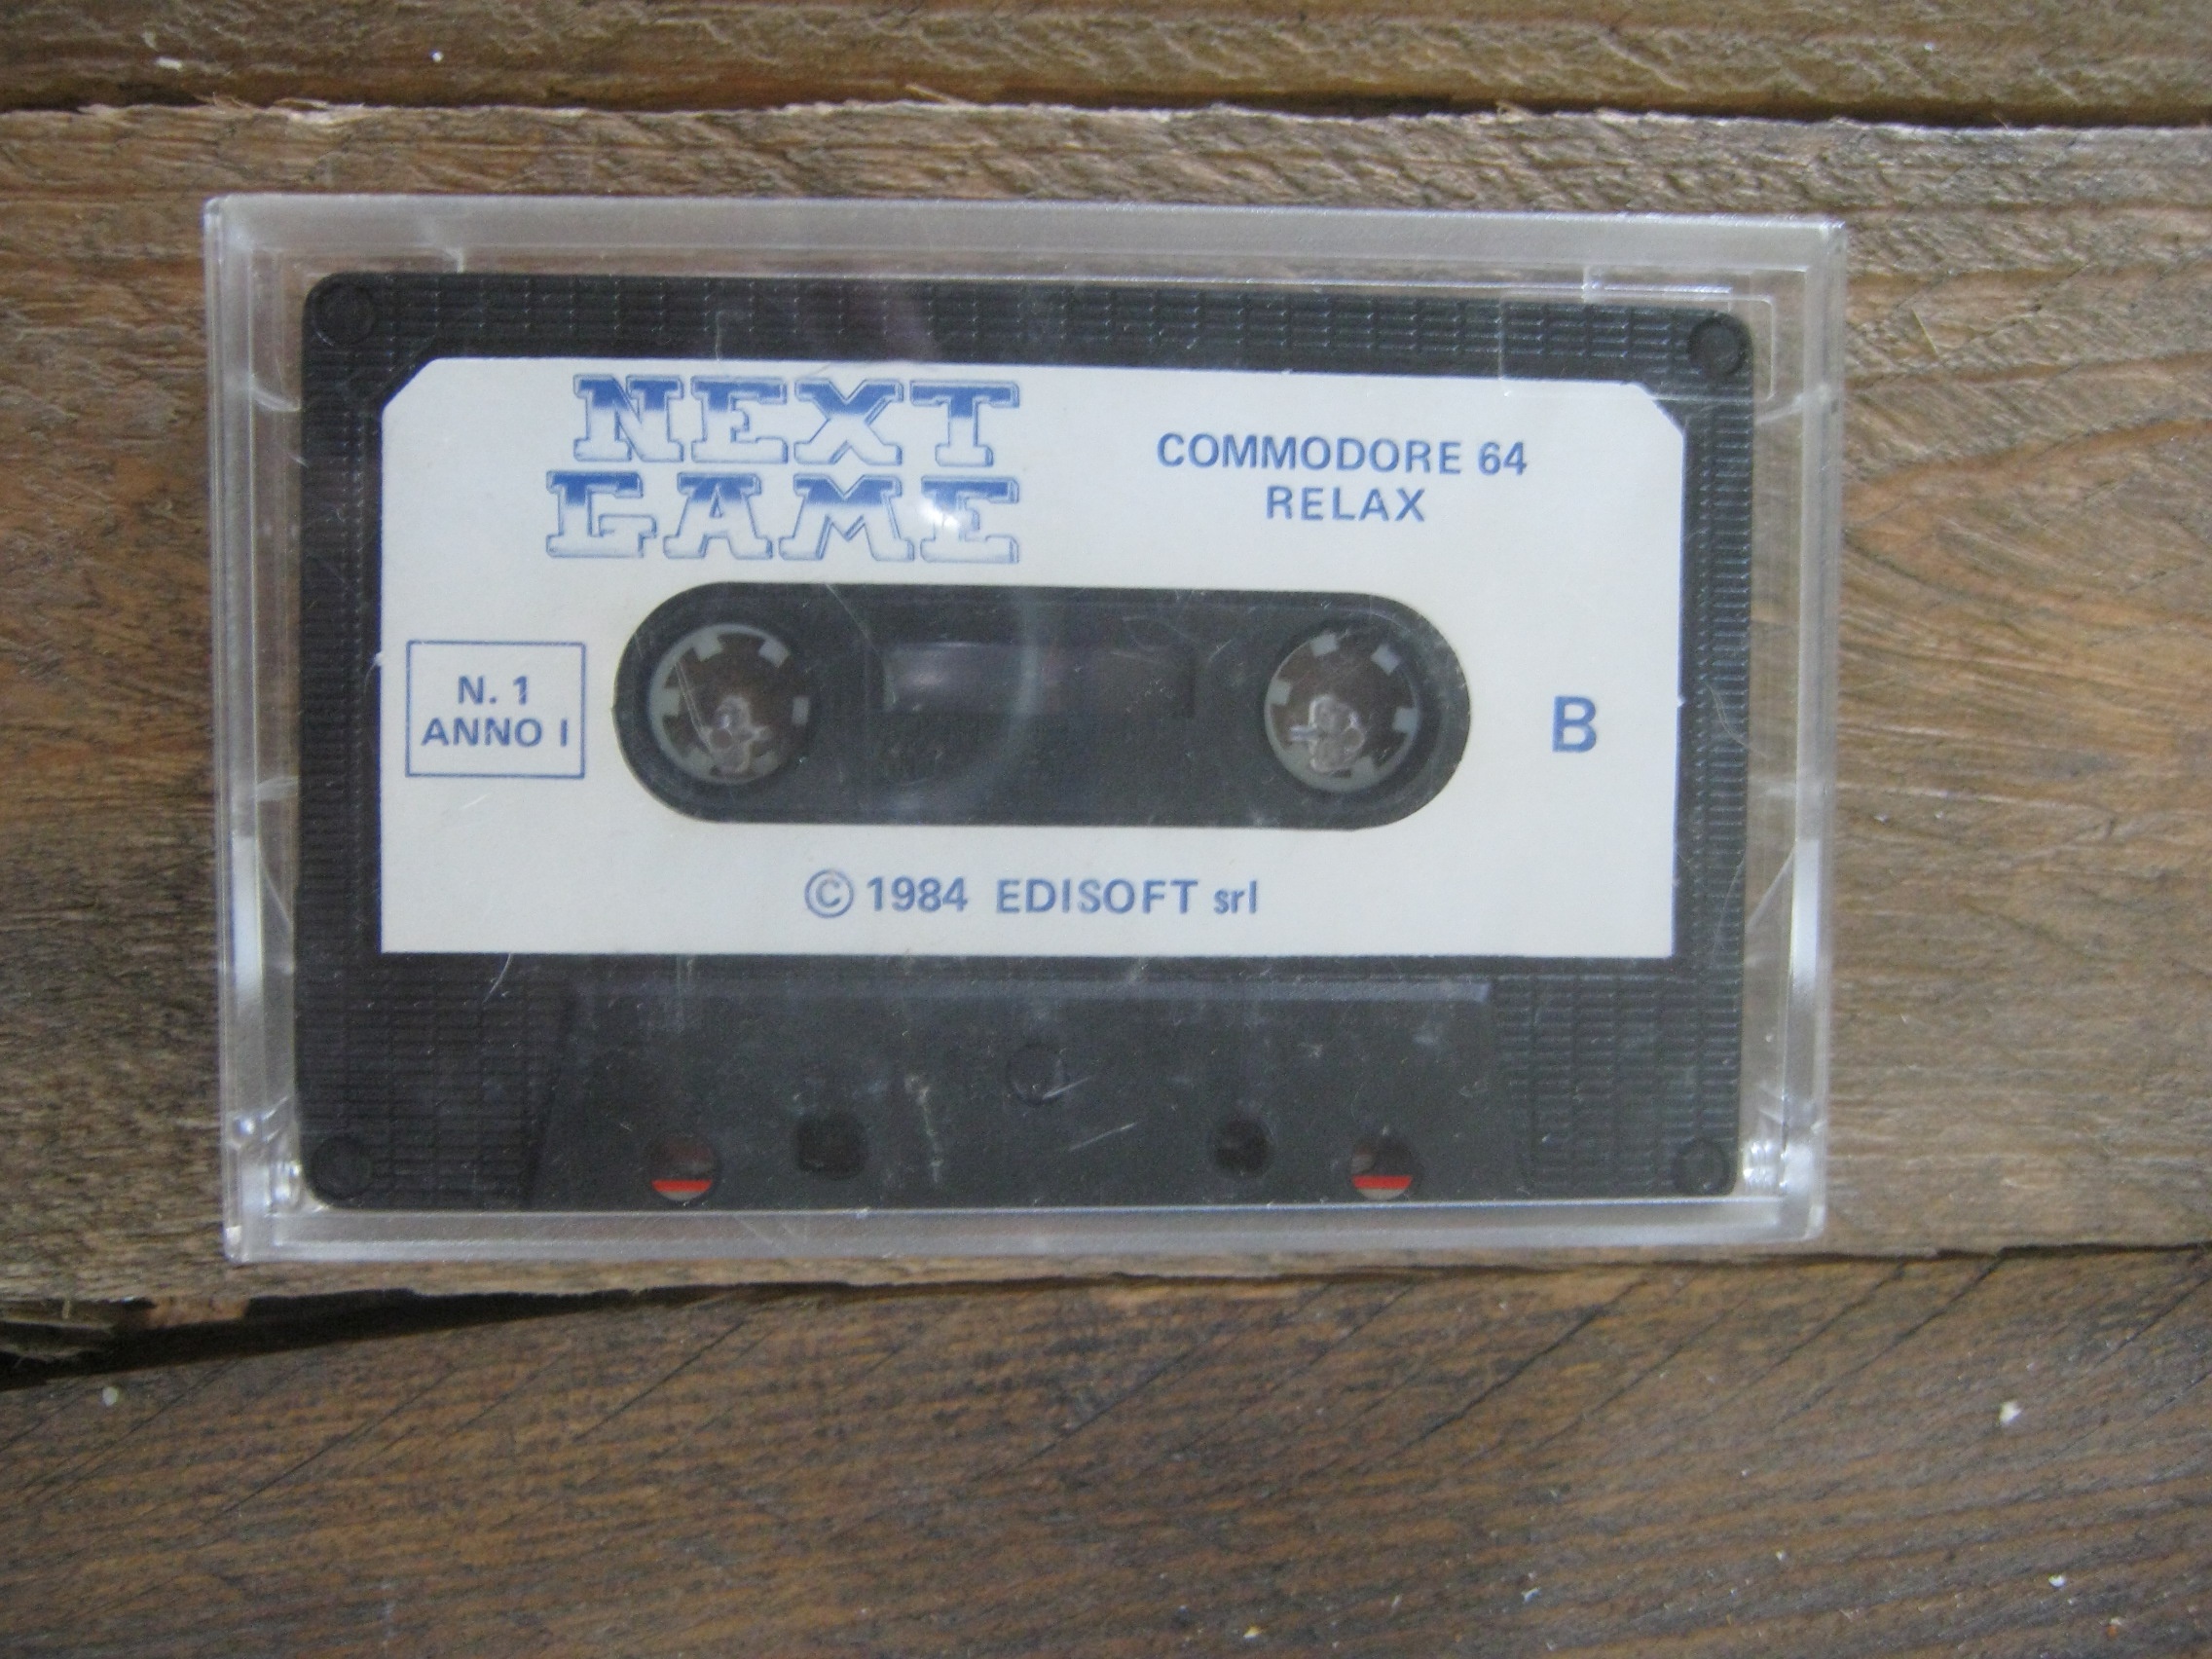 NEXT
GAME
COMMODORE 64
RELAX
N. 1
ANNO I
B
© 1984 EDISOFT srl